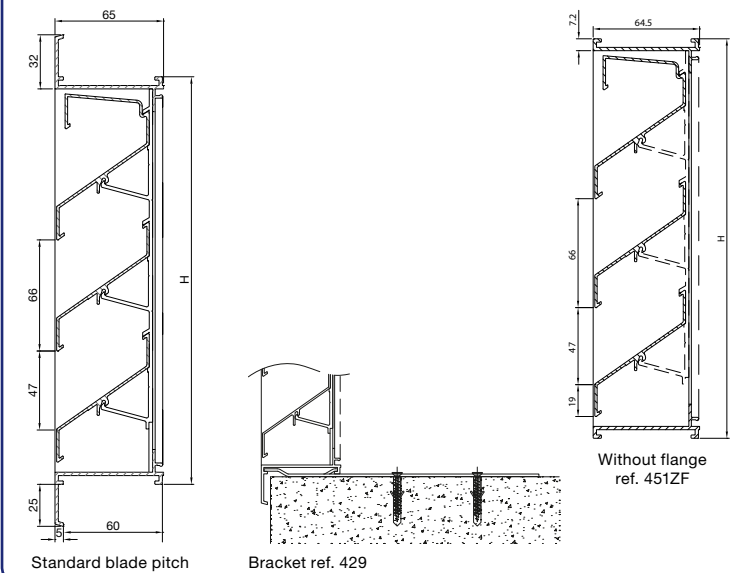 65
32
66
H
47
25
5
60
Standard blade pitch
Bracket ref. 429
7.2
64.5
66
H
47
19
Without flange
ref. 451ZF